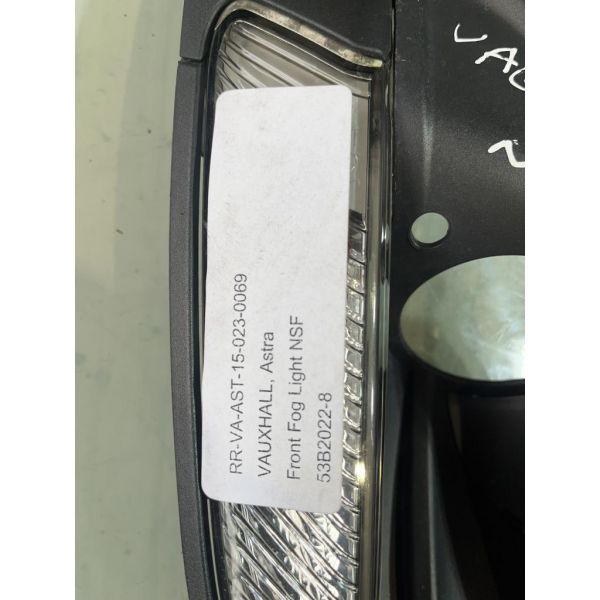 RR-VA-AST-15-023-0069
VAUXHALL, Astra
Front Fog Light NSF
53B2022-8